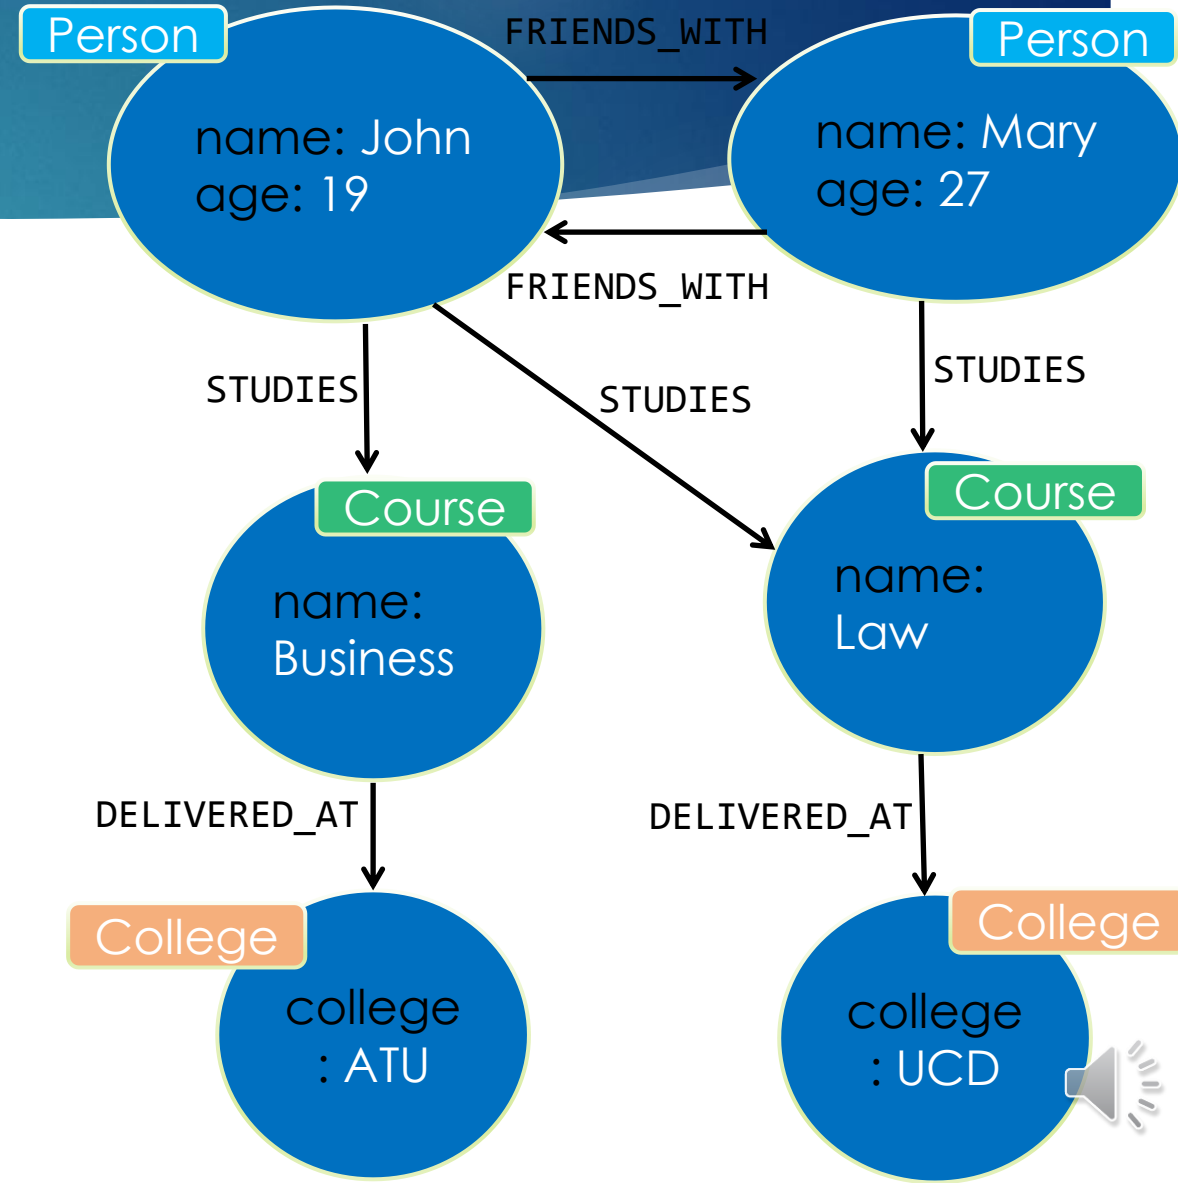 Person
FRIENDS_WITH
Person
name: John
age: 19
name: Mary
age: 27
FRIENDS_WITH
STUDIES
STUDIES
STUDIES
Course
Course
name:
Business
name:
Law
DELIVERED_AT
DELIVERED_AT
College
College
college
: ATU
college
: UCD